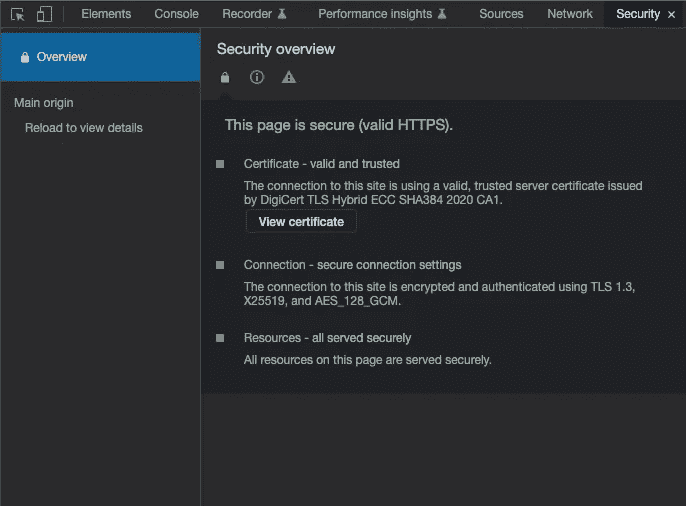 Elements Console Recorder Performance insights Sources Network Security ×
Overview
Main origin
Reload to view details
Security overview
This page is secure (valid HTTPS).
Certificate - valid and trusted
The connection to this site is using a valid, trusted server certificate issued
by DigiCert TLS Hybrid ECC SHA384 2020 CA1.
View certificate
Connection - secure connection settings
The connection to this site is encrypted and authenticated using TLS 1.3,
X25519, and AES_128_GCM.
Resources - all served securely
All resources on this page are served securely.